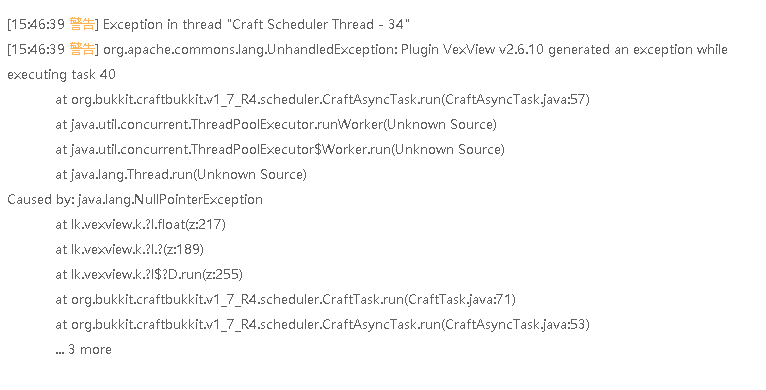 [15:46:39 警告] Exception in thread "Craft Scheduler Thread - 34"
[15:46:39 警告] org.apache.commons.lang.UnhandledException: Plugin VexView v2.6.10 generated an exception while
executing task 40
at org.bukkit.craftbukkit.v1_7_R4.scheduler.CraftAsyncTask.run(CraftAsyncTask.java:57)
at java.util.concurrent.ThreadPoolExecutor.runWorker(Unknown Source)
at java.util.concurrent.ThreadPoolExecutor$Worker.run(Unknown Source)
at java.lang.Thread.run(Unknown Source)
Caused by: java.lang.NullPointerException
at lk.vexview.k.?I.float(z:217)
at lk.vexview.k.?I.?(z:189)
at lk.vexview.k.?I$?D.run(z:255)
at org.bukkit.craftbukkit.v1_7_R4.scheduler.CraftTask.run(CraftTask.java:71)
at org.bukkit.craftbukkit.v1_7_R4.scheduler.CraftAsyncTask.run(CraftAsyncTask.java:53)
... 3 more